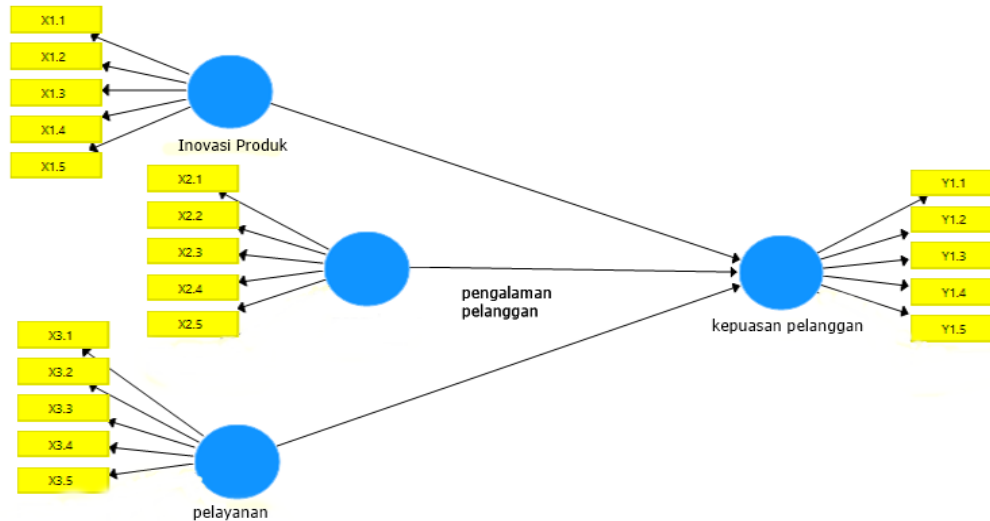 X1.1
X1.2
X1.3
X1.4
X1.5
Inovasi Produk
X2.1
X2.2
X2.3
X2.4
X2.5
pengalaman
pelanggan
X3.1
X3.2
X3.3
X3.4
X3.5
pelayanan
Y1.1
Y1.2
Y1.3
Y1.4
Y1.5
kepuasan pelanggan